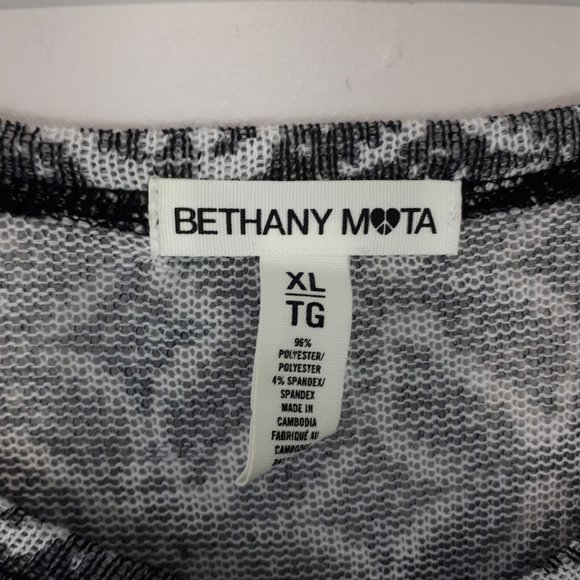 BETHANY MOTA
XL
TG
96%
POLYESTER/
POLYESTER
4% SPANDEX/
SPANDEX
MADE IN
CAMBODIA
FABRIQUÉ AU